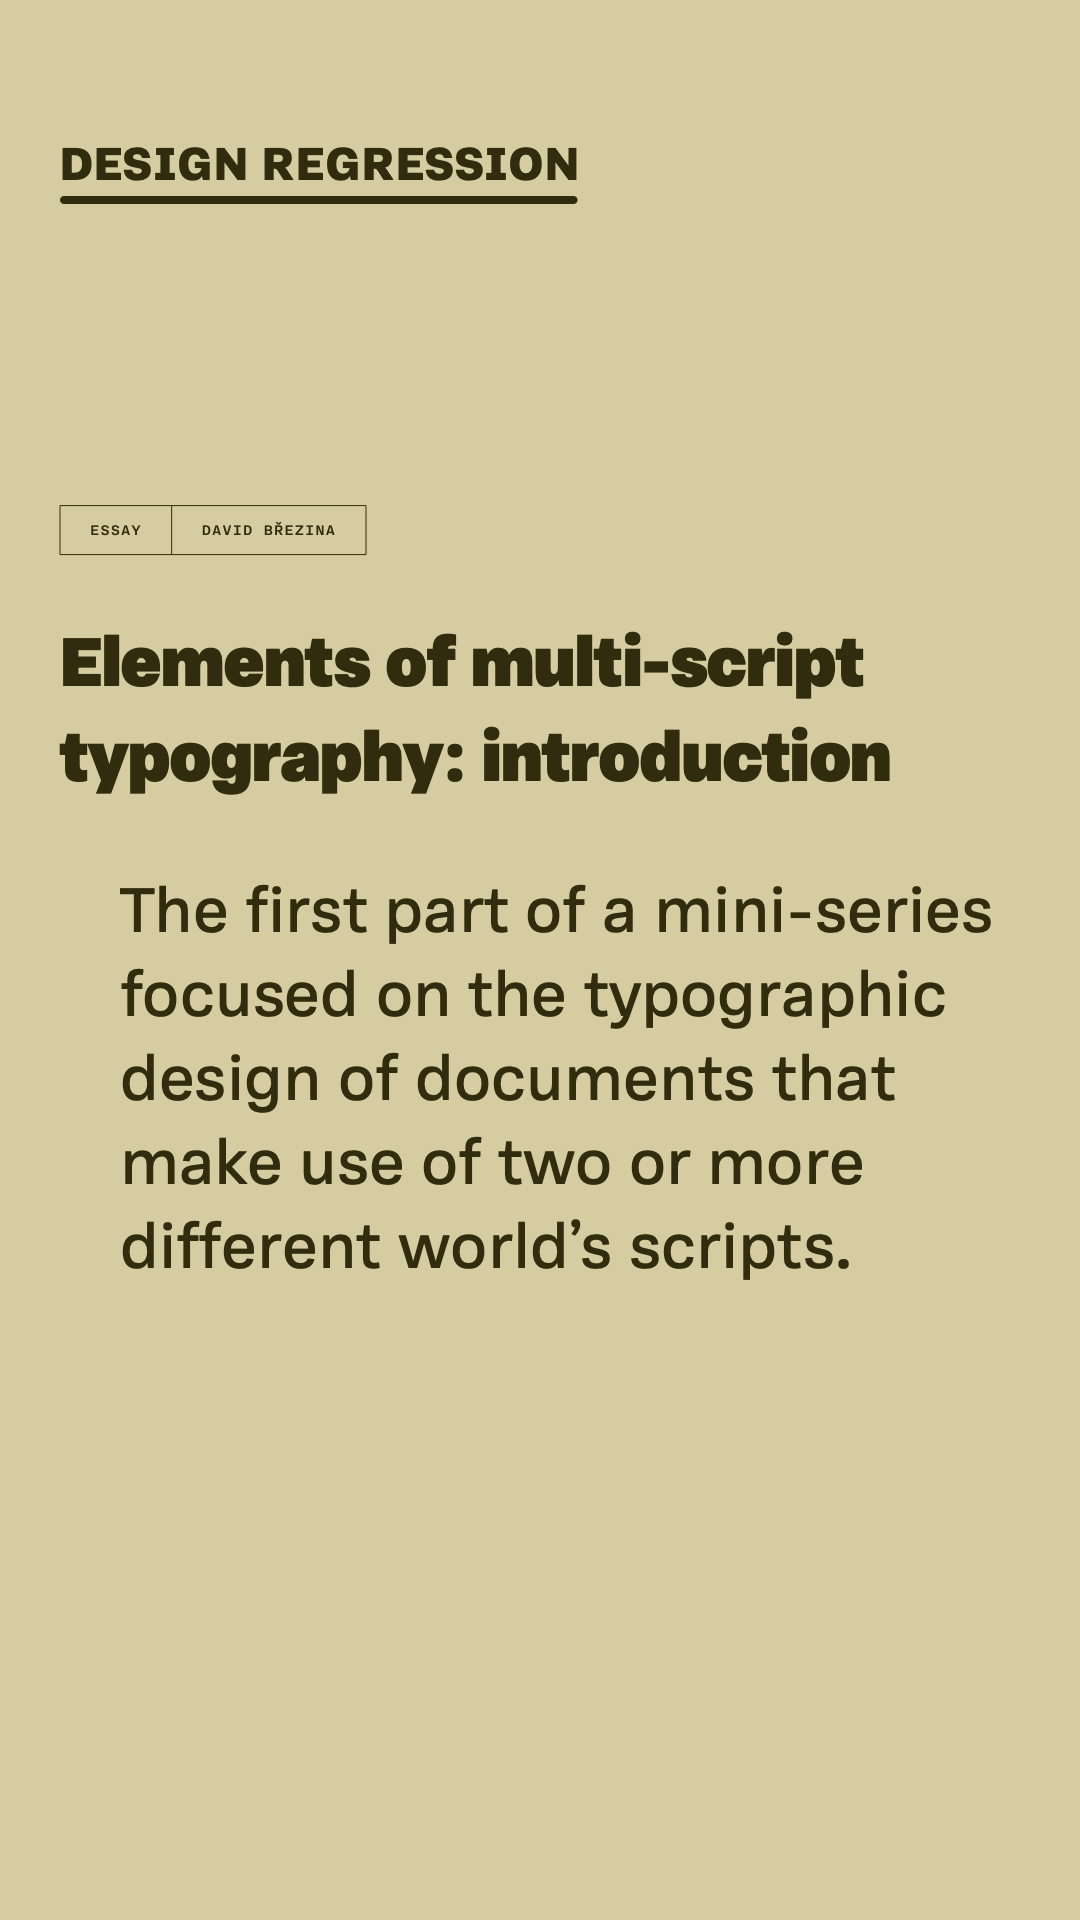 DESIGN REGRESSION
ESSAY
DAVID BŘEZINA
Elements of multi-script
typography: introduction
The first part of a mini-series
focused on the typographic
design of documents that
make use of two or more
different world’s scripts.